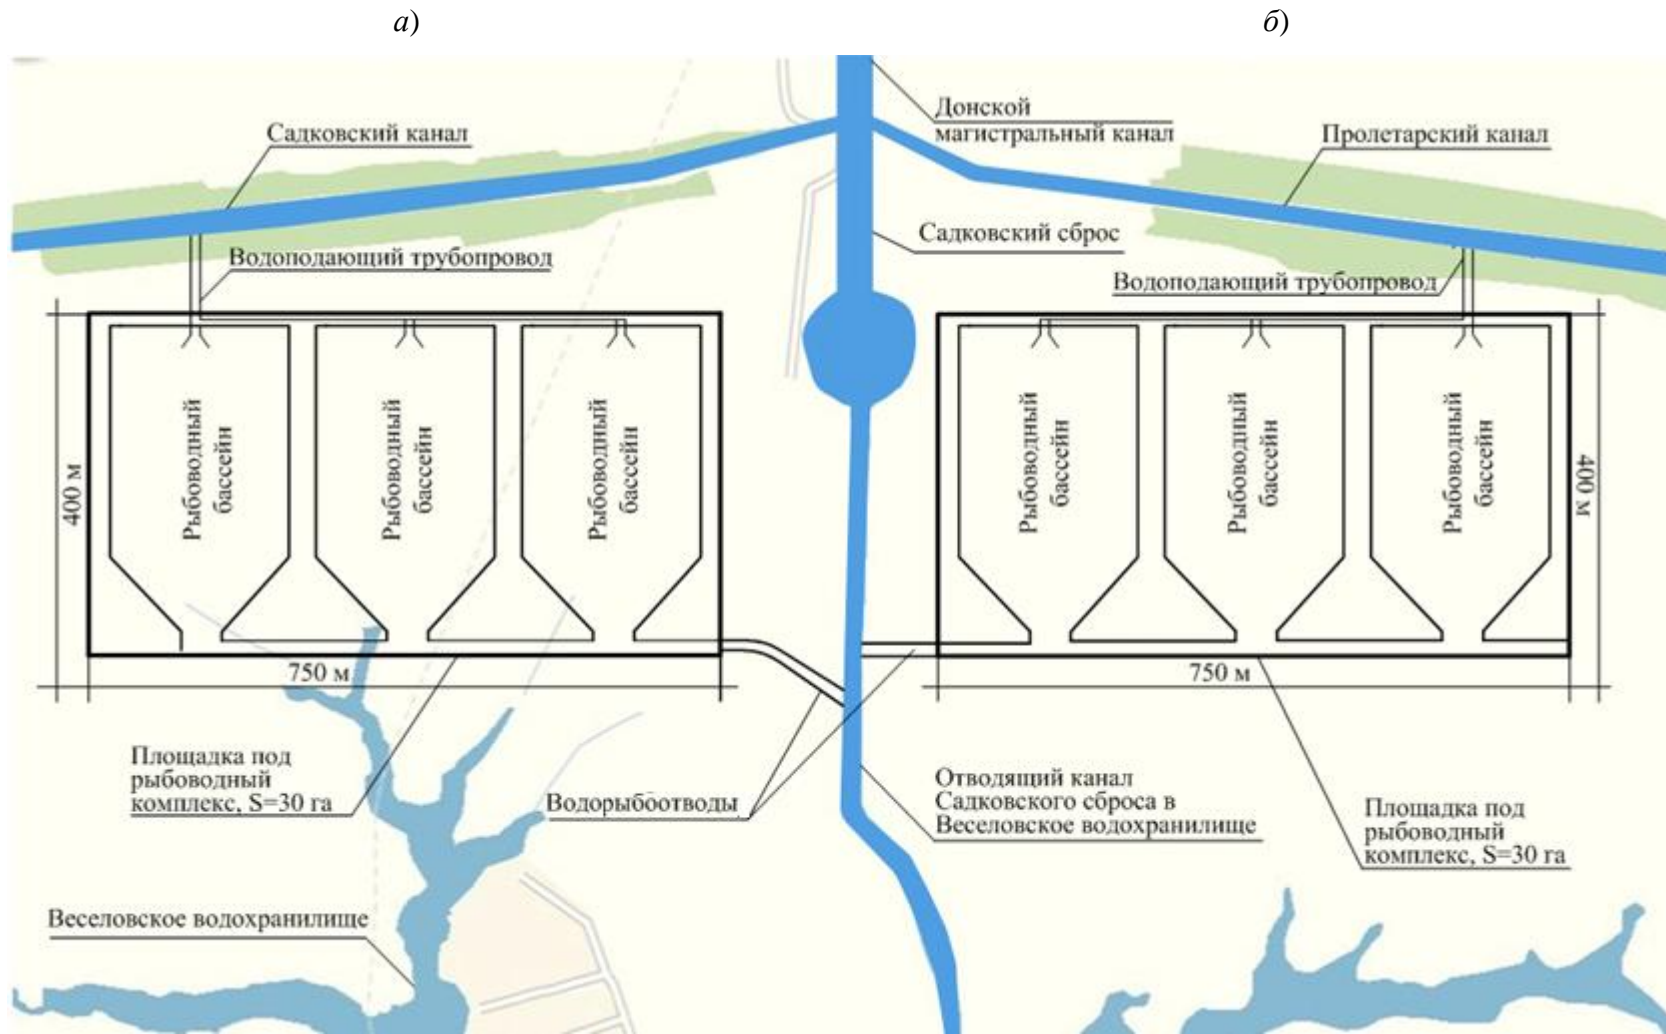 а)
б)
Донской
магистральный канал
Садковский канал
Пролетарский канал
Садковский сброс
Водоподающий трубопровод
Водоподающий трубопровод
400 м
Рыбоводный
бассейн
Рыбоводный
бассейн
Рыбоводный
бассейн
Рыбоводный
бассейн
Рыбоводный
бассейн
Рыбоводный
бассейн
400 м
750 м
750 м
Площадка под
рыбоводный
комплекс, S=30 га
Водорыбоотводы
Отводящий канал
Садковского сброса в
Веселовское водохранилище
Площадка под
рыбоводный
комплекс, S=30 га
Веселовское водохранилище